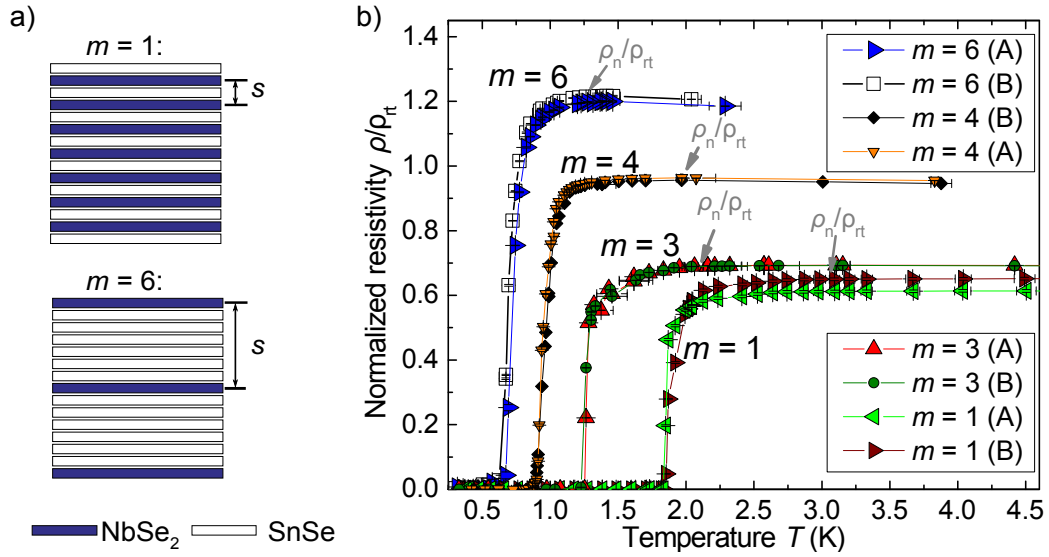 a)
m = 1:
s
m = 6:
s
NbSe2
SnSe
b)
Normalized resistivity ρ/ρrt
1.2
1.0
0.8
0.6
0.4
0.2
0
0.5 1.0 1.5 2.0 2.5 3.0 3.5 4.0 4.5
Temperature T (K)
m = 6
ρn/ρrt
m = 4
ρn/ρrt
m = 3
ρn/ρrt
m = 1
ρn/ρrt
m = 6 (A)
m = 6 (B)
m = 4 (B)
m = 4 (A)
m = 3 (A)
m = 3 (B)
m = 1 (A)
m = 1 (B)